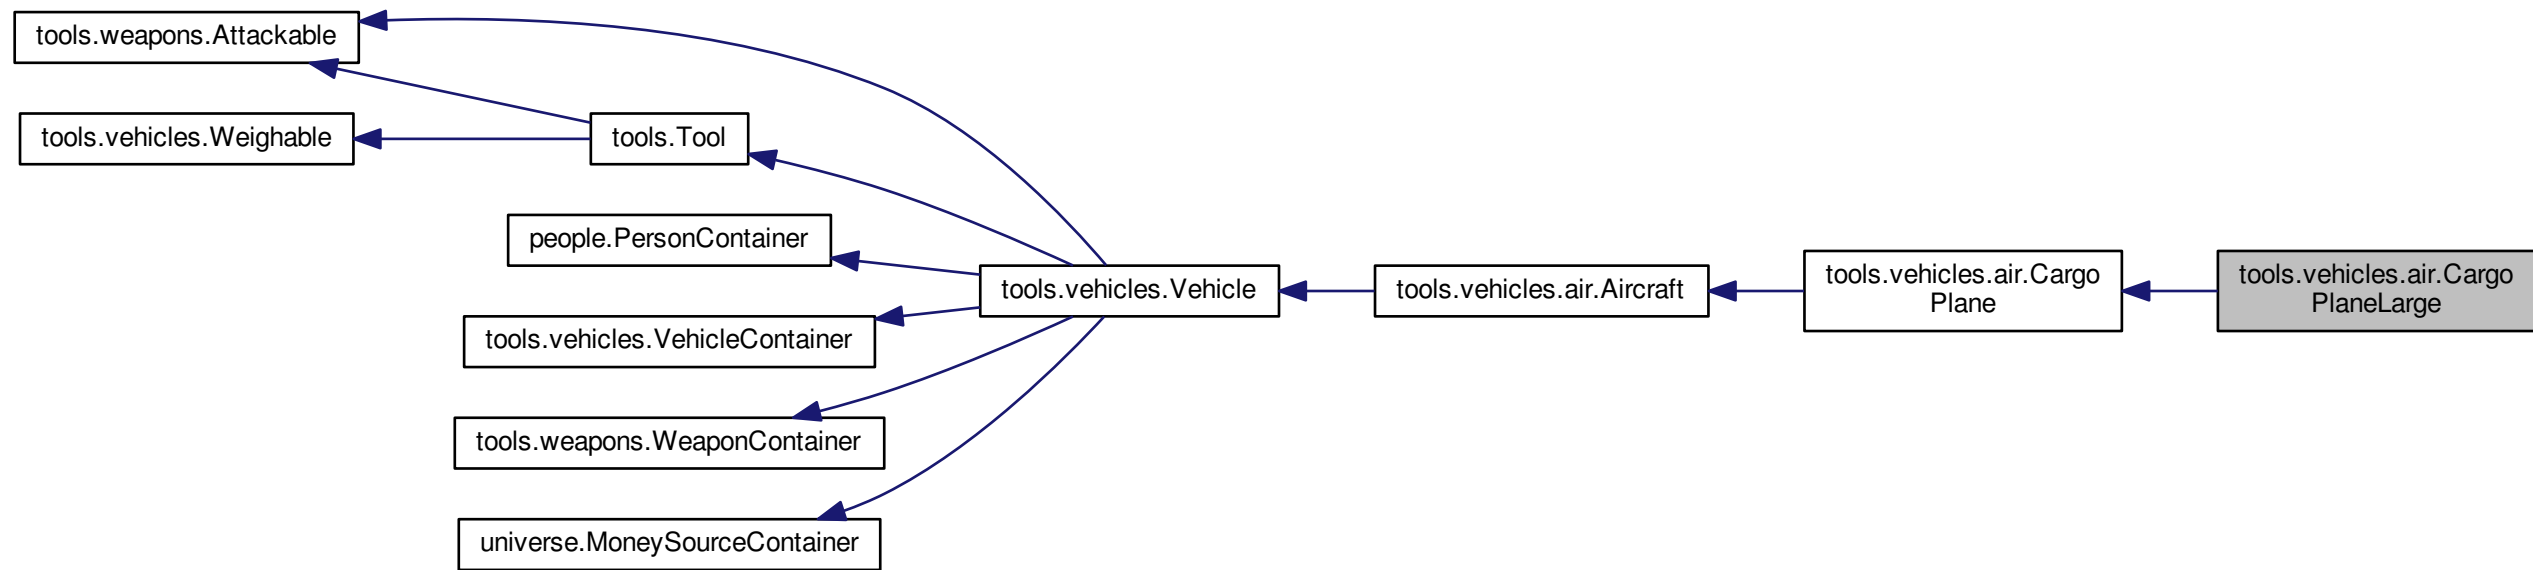 tools.weapons.Attackable
tools.vehicles.Weighable
tools.Tool
people.PersonContainer
tools.vehicles.VehicleContainer
tools.weapons.WeaponContainer
universe.MoneySourceContainer
tools.vehicles.Vehicle
tools.vehicles.air.Aircraft
tools.vehicles.air.Cargo
Plane
tools.vehicles.air.Cargo
PlaneLarge